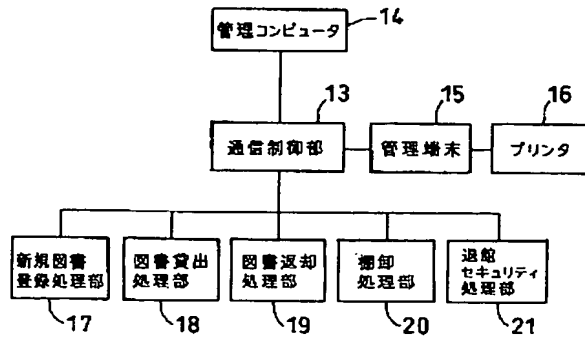 管理コンピュータ
14
13
15
16
通信制御部
管理端末
プリンタ
新規図書
登録処理部
図書貸出
処理部
図書返却
処理部
棚卸
処理部
退館
セキュリティ
処理部
17
18
19
20
21